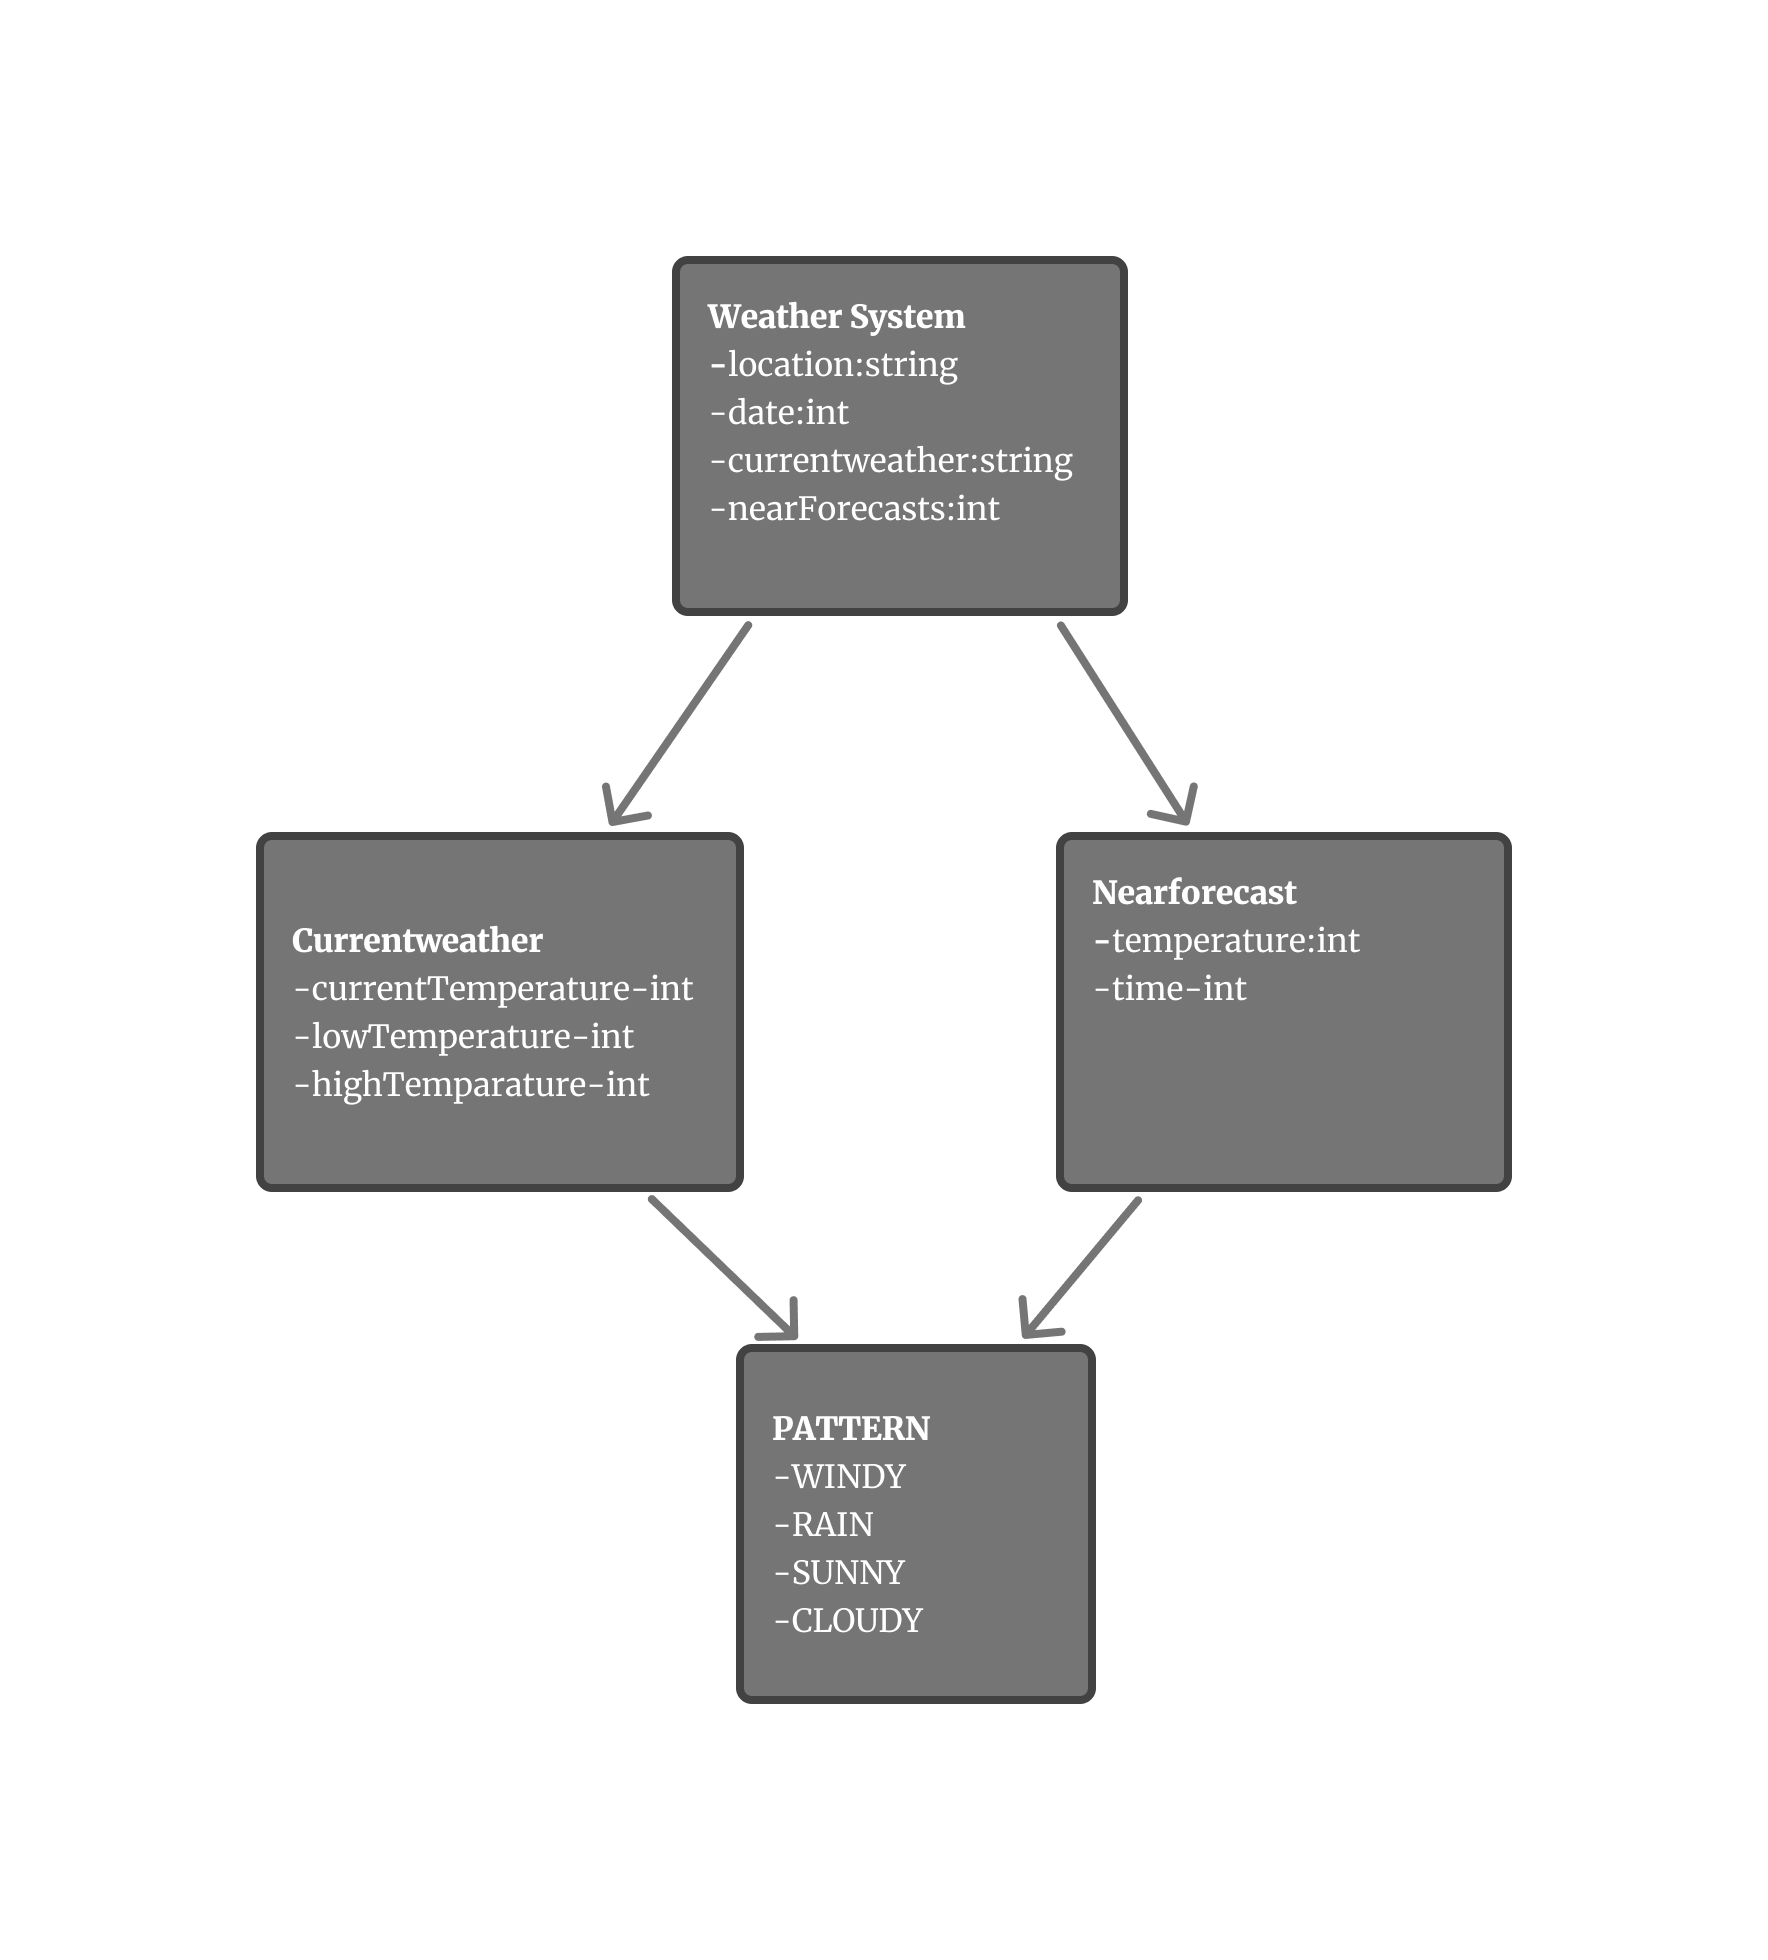 Weather System
-location:string
-date:int
-currentweather:string
-nearForecasts:int
Currentweather
-currentTemperature-int
-lowTemperature-int
-highTemparature-int
Nearforecast
-temperature:int
-time-int
PATTERN
-WINDY
-RAIN
-SUNNY
-CLOUDY